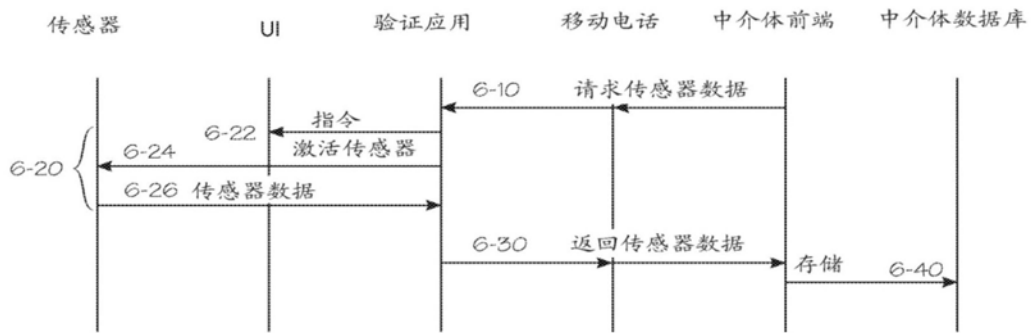 传感器 UI 验证应用 移动电话 中介体前端 中介体数据库
6-10 请求传感器数据
指令
6-22
6-24 激活传感器
6-20
6-26 传感器数据
6-30 返回传感器数据
存储 6-40